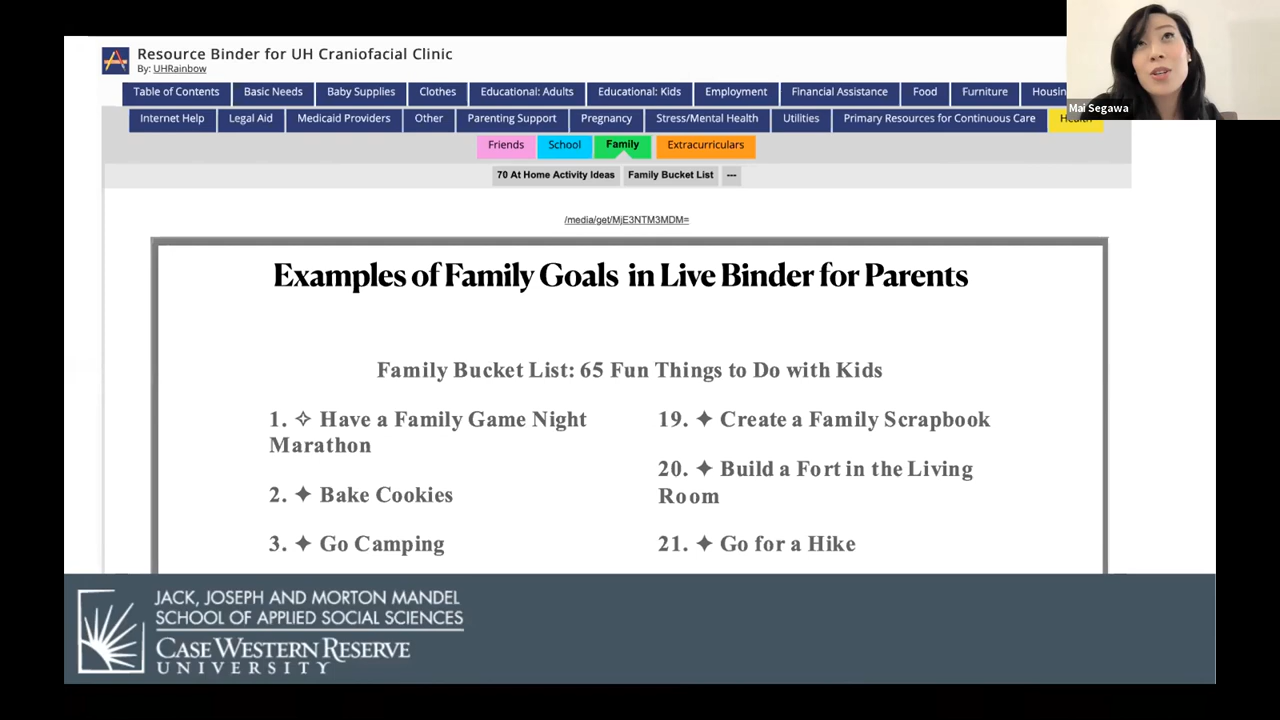 Resource Binder for UH Craniofacial Clinic
By: UHRainbow
Mai Segawa
Table of Contents
Basic Needs
Baby Supplies
Clothes
Educational: Adults
Educational: Kids
Employment
Financial Assistance
Food
Furniture
Internet Help
Legal Aid
Medicaid Providers
Other
Parenting Support
Pregnancy
Stress/Mental Health
Utilities
Primary Resources for Continuous Care
Friends
School
Family
Extracurriculars
70 At Home Activity Ideas
Family Bucket List
---
/media/get/MjE3NTM3MDM=
Examples of Family Goals in Live Binder for Parents
Family Bucket List: 65 Fun Things to Do with Kids
1. ✧ Have a Family Game Night
Marathon
2. ✦ Bake Cookies
3. ✦ Go Camping
19. ✦ Create a Family Scrapbook
20. ✦ Build a Fort in the Living
Room
21. ✦ Go for a Hike
JACK, JOSEPH AND MORTON MANDEL
SCHOOL OF APPLIED SOCIAL SCIENCES
CASE WESTERN RESERVE
UNIVERSITY